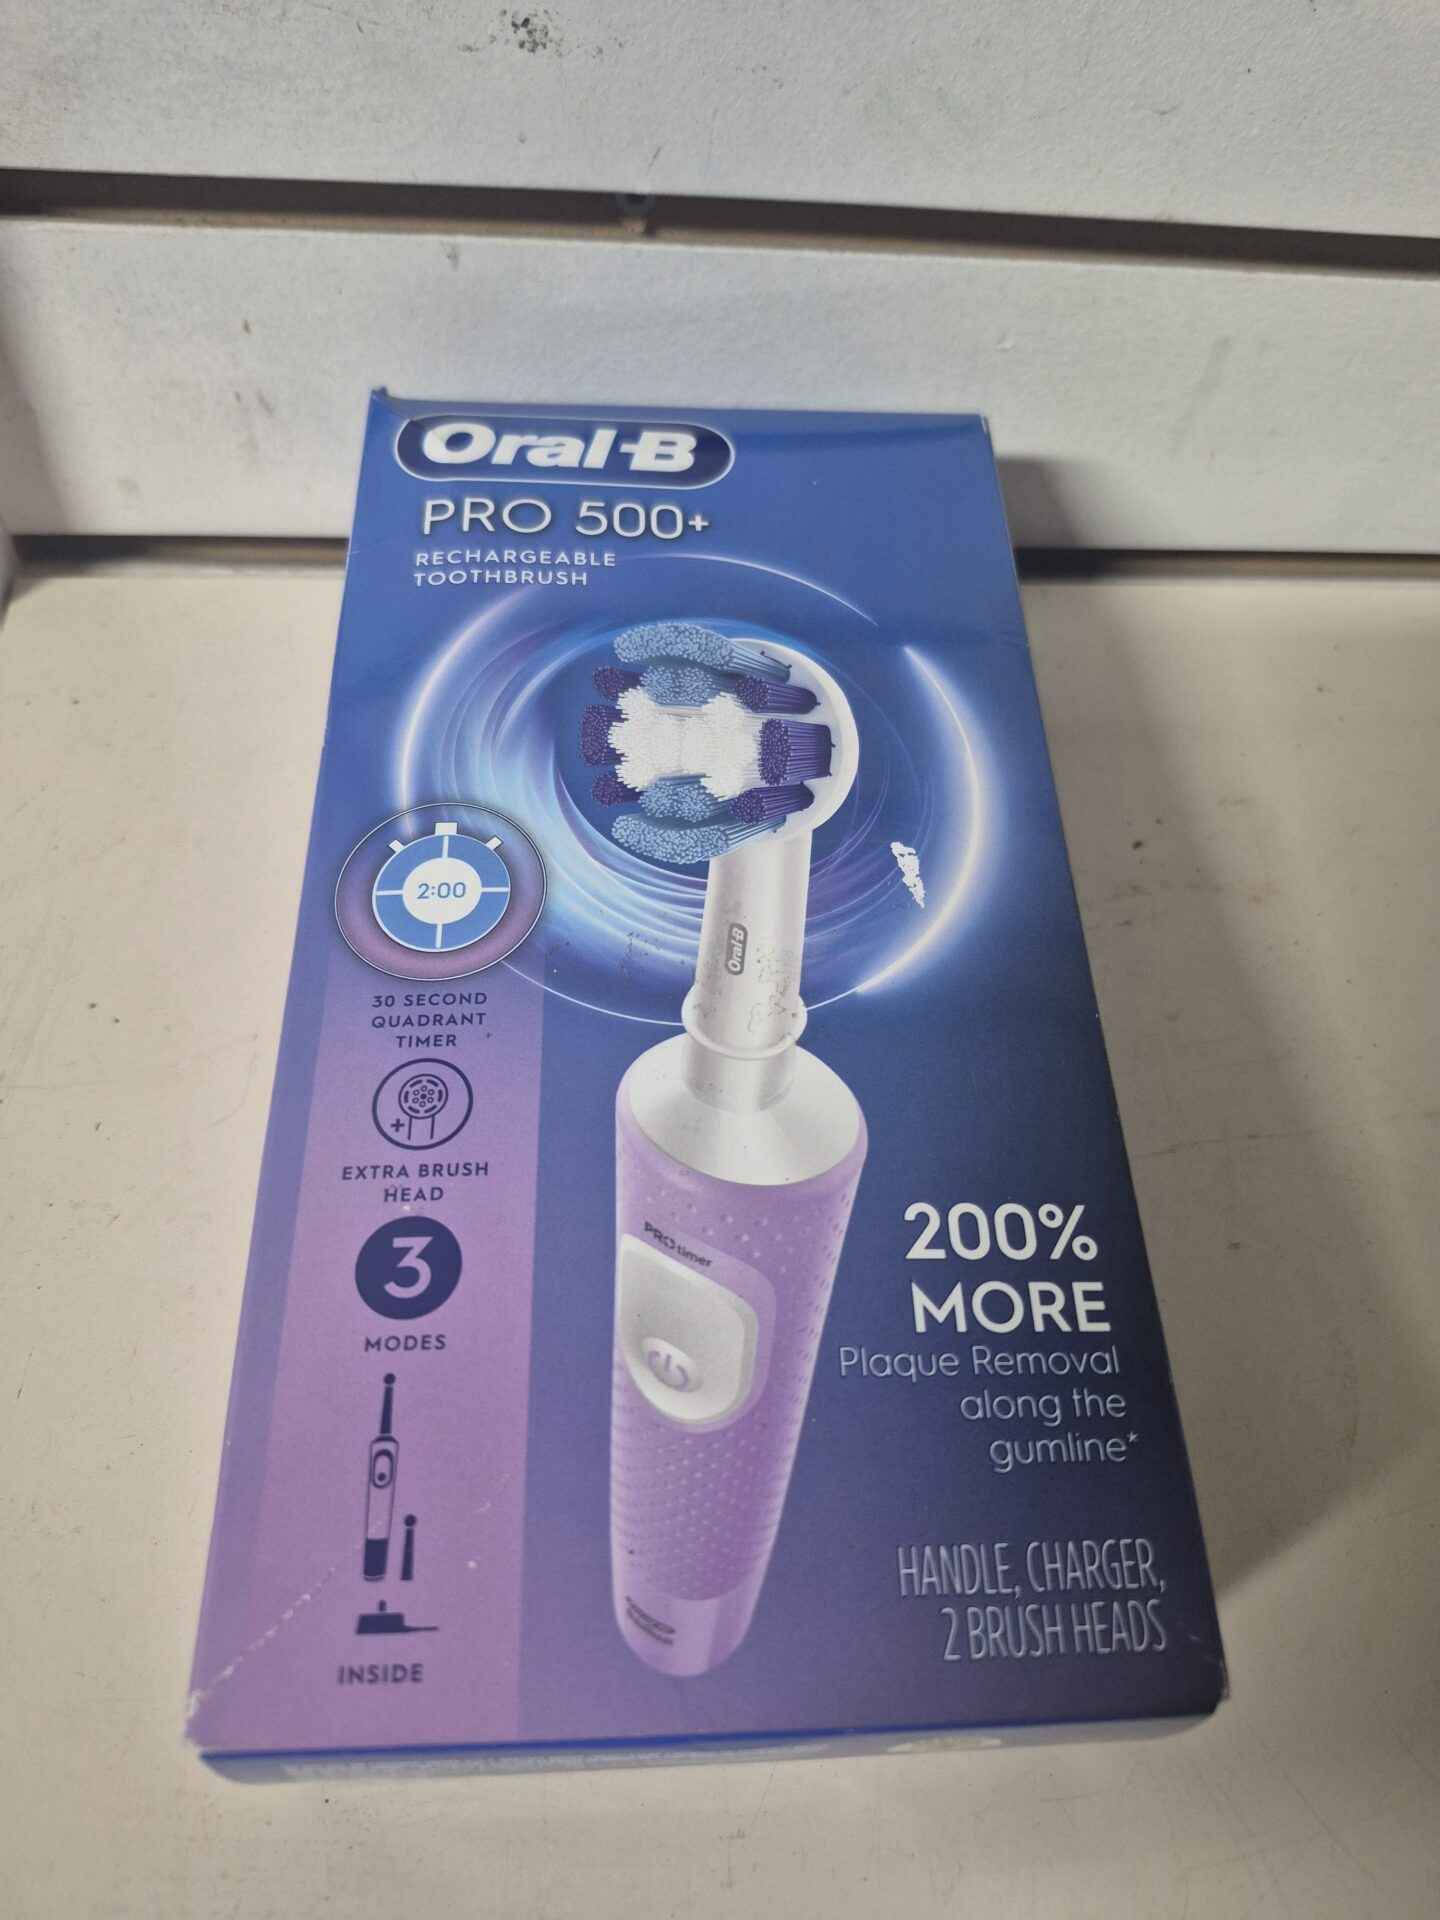 Oral-B
PRO 500+
RECHARGEABLE
TOOTHBRUSH
2:00
30 SECOND
QUADRANT
TIMER
+
EXTRA BRUSH
HEAD
3
MODES
INSIDE
Oral-B
PRO timer
200%
MORE
Plaque Removal
along the
gumline*
HANDLE, CHARGER,
2 BRUSH HEADS